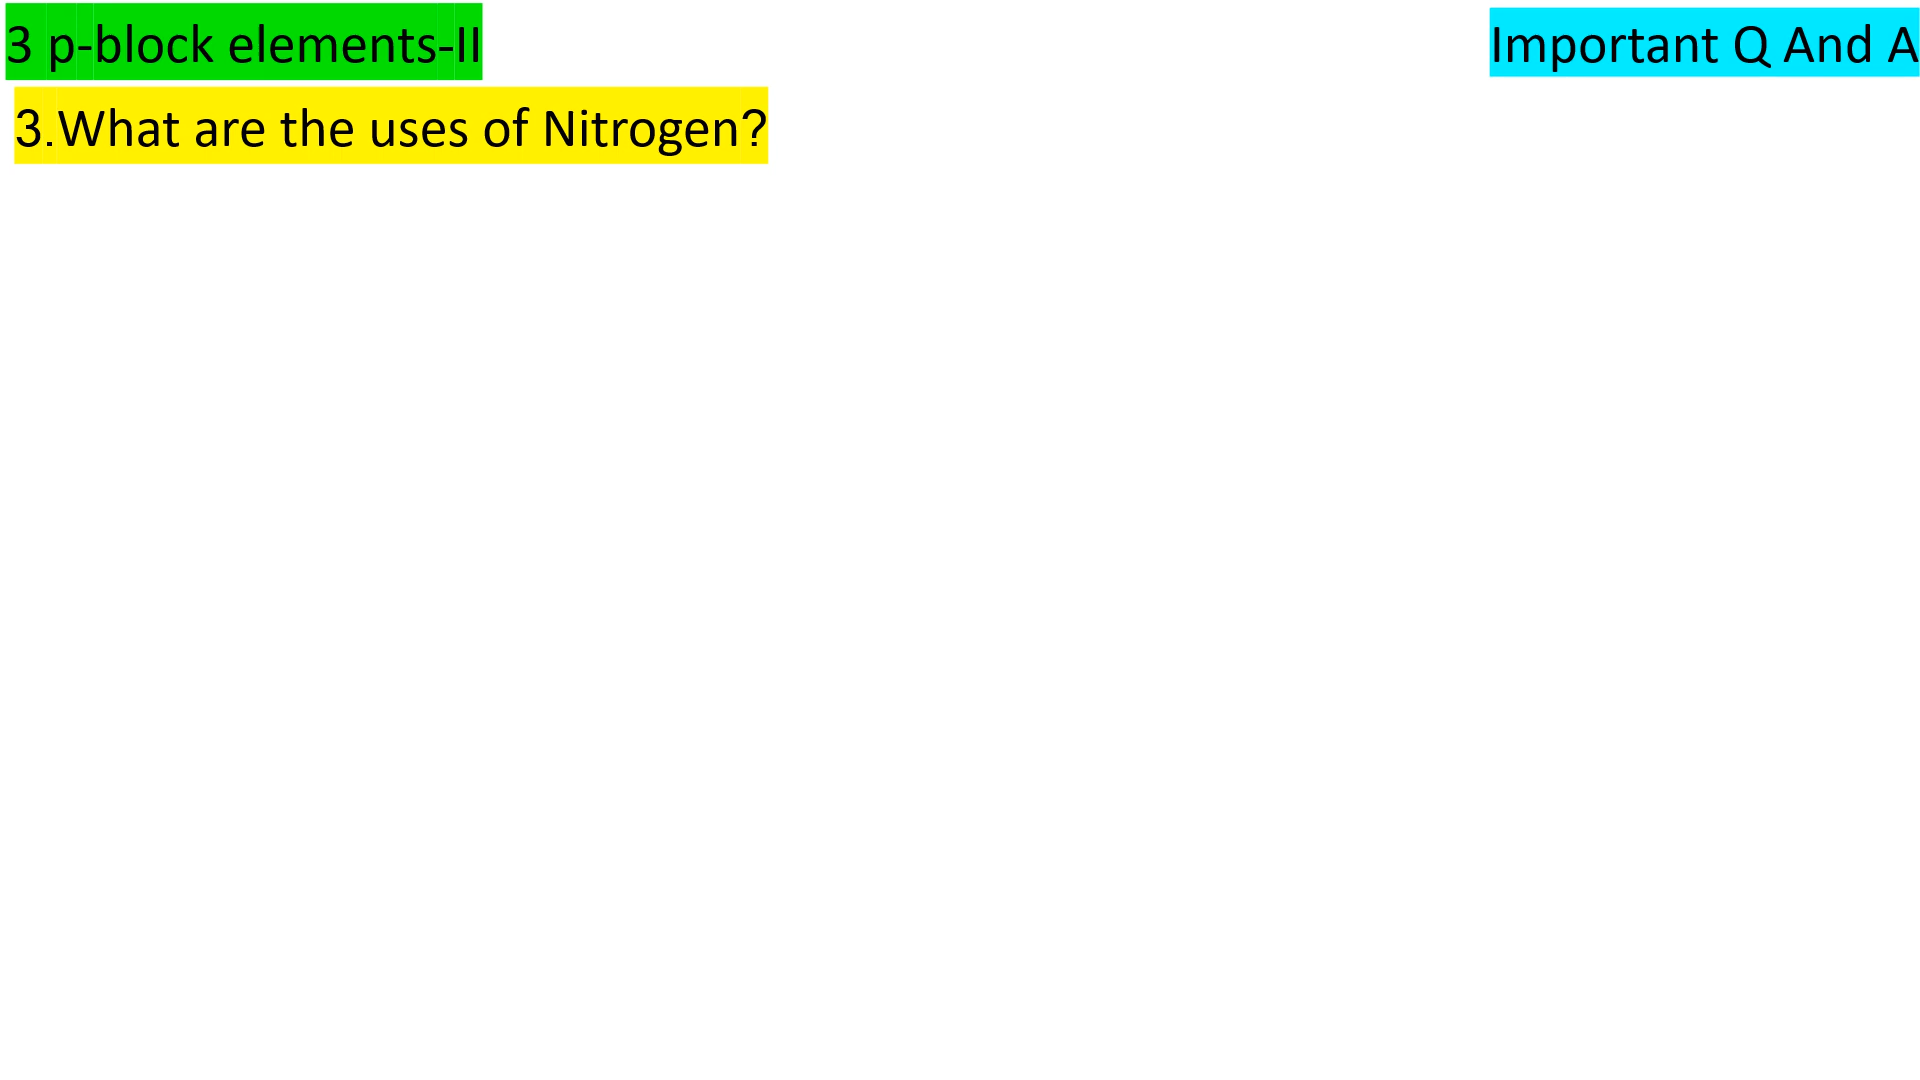 3 p-block elements-II
Important Q And A
3.What are the uses of Nitrogen?